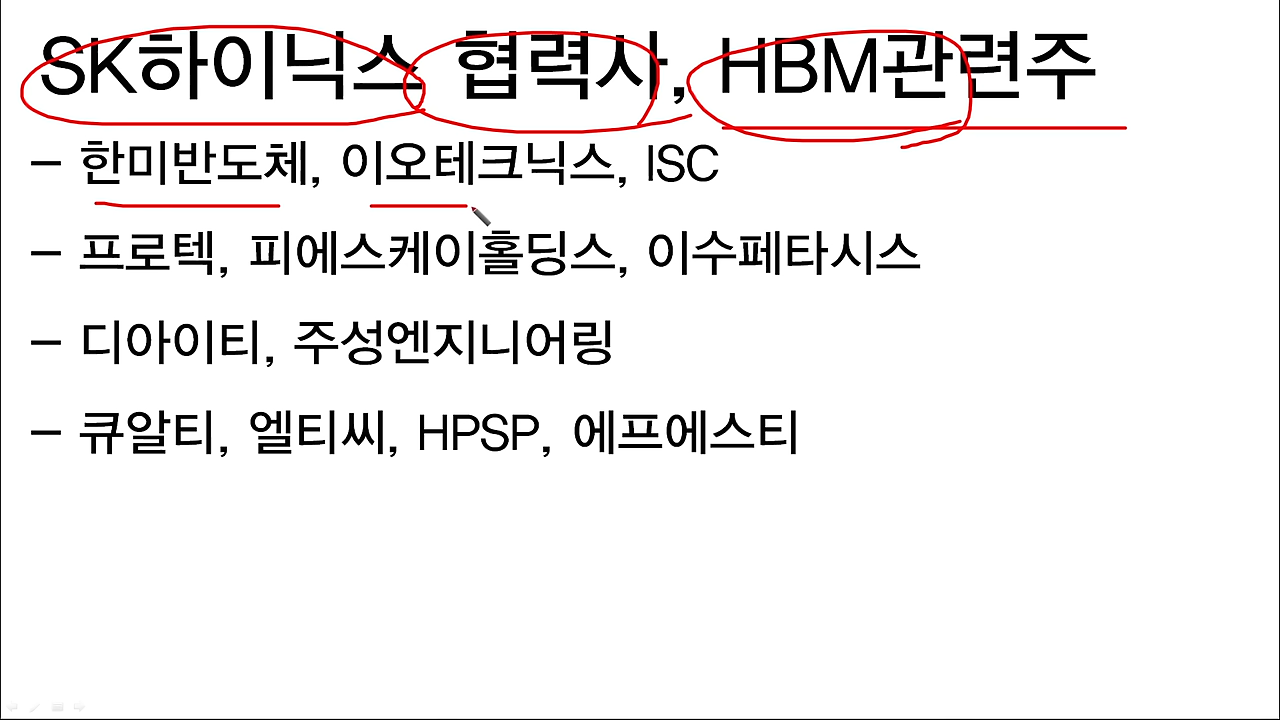 SK하이닉스 협력사, HBM관련주
– 한미반도체, 이오테크닉스, ISC
– 프로텍, 피에스케이홀딩스, 이수페타시스
– 디아이티, 주성엔지니어링
– 큐알티, 엘티씨, HPSP, 에프에스티